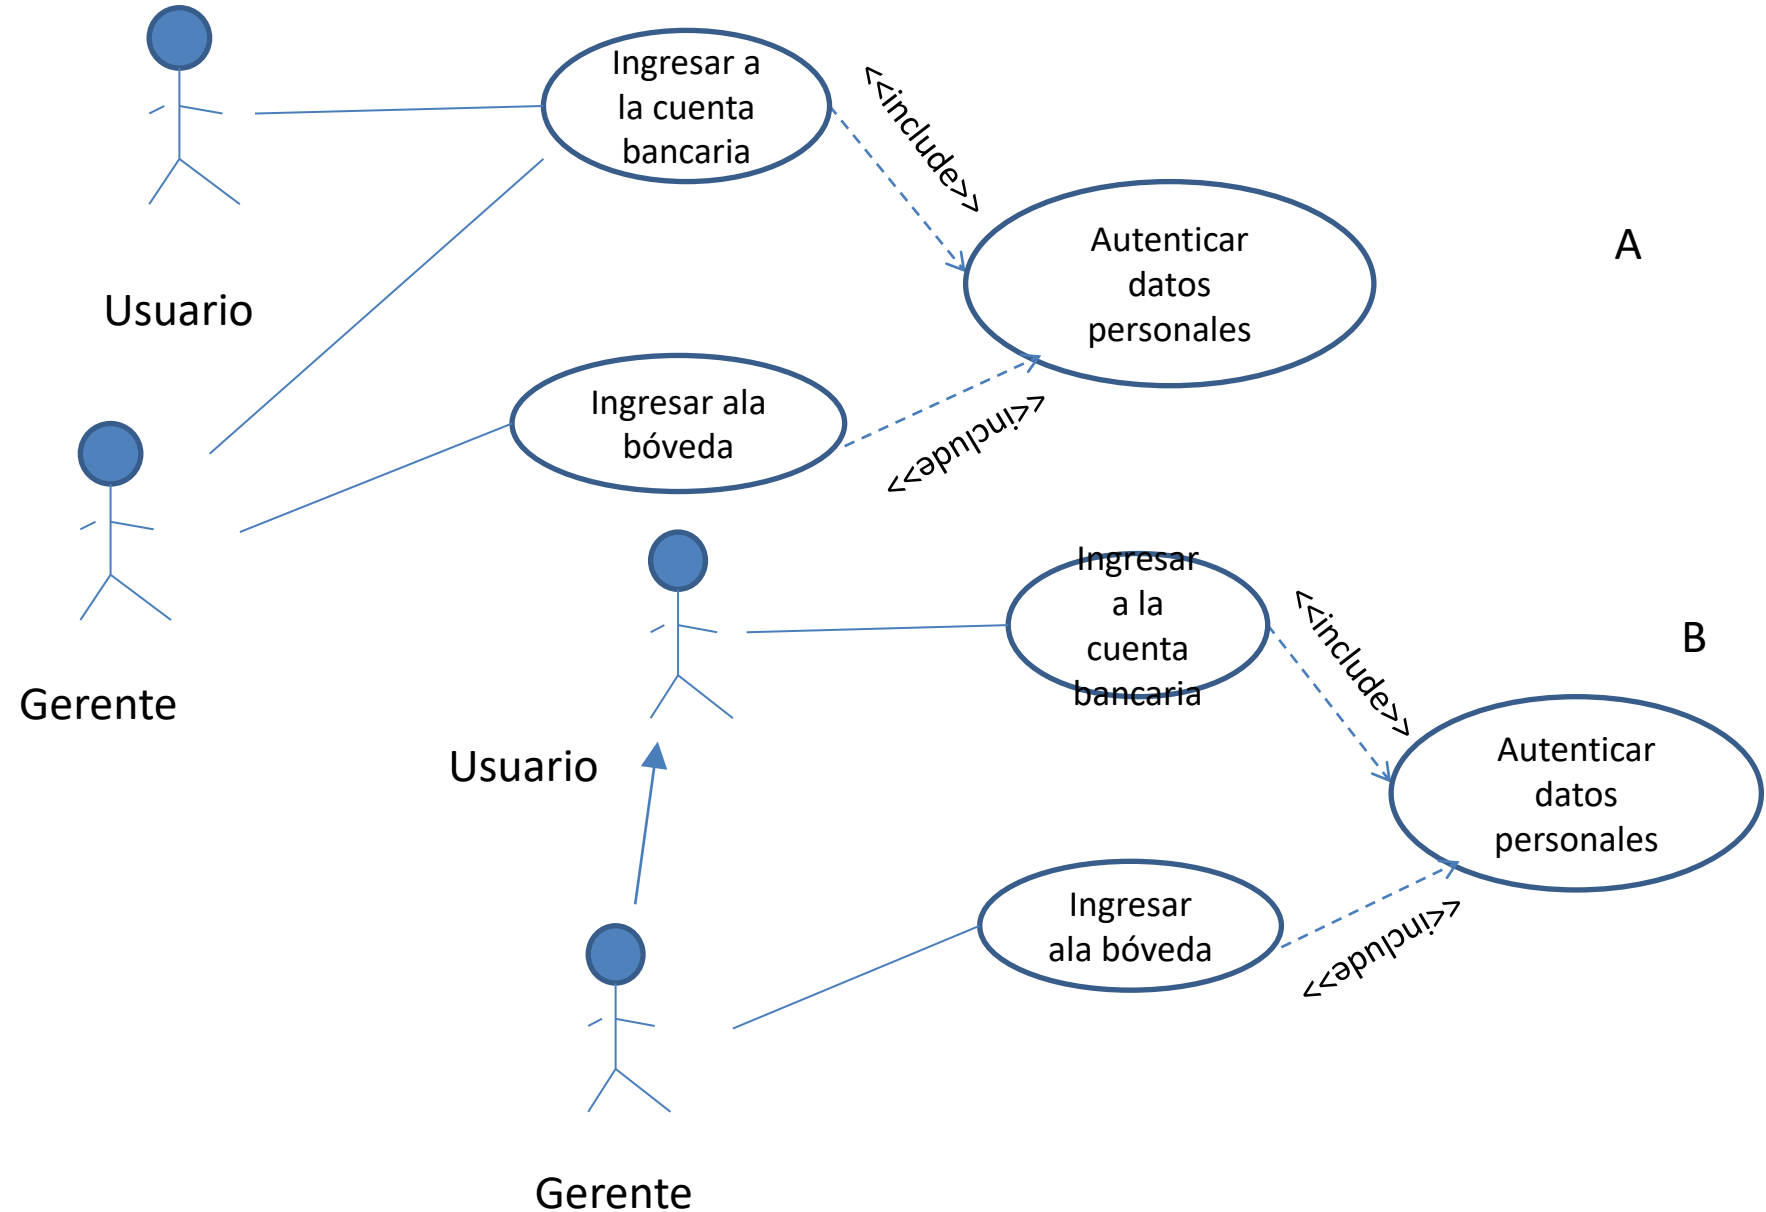 Ingresar a
la cuenta
bancaria
<<include>>
Autenticar
datos
personales
A
Usuario
Ingresar ala
bóveda
<<include>>
Gerente
Ingresar
a la
cuenta
bancaria
<<include>>
B
Autenticar
datos
personales
Usuario
Ingresar
ala bóveda
<<include>>
Gerente